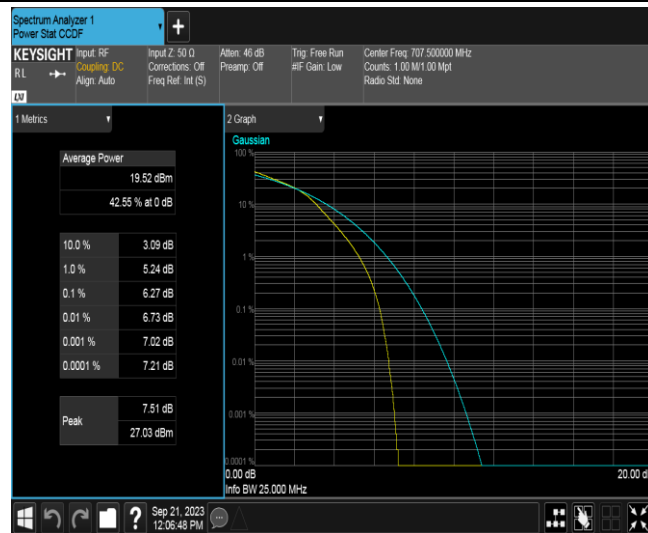 Spectrum Analyzer 1
Power Stat CCDF
KEYSIGHT
RL
LXI
Input: RF
Coupling: DC
Align: Auto
Input Z: 50 Ω
Corrections: Off
Freq Ref: Int (S)
Atten: 46 dB
Preamp: Off
Trig: Free Run
#IF Gain: Low
Center Freq: 707.500000 MHz
Counts: 1.00 M/1.00 Mpt
Radio Std: None
1 Metrics
Average Power
19.52 dBm
42.55 % at 0 dB
10.0 % 3.09 dB
1.0 % 5.24 dB
0.1 % 6.27 dB
0.01 % 6.73 dB
0.001 % 7.02 dB
0.0001 % 7.21 dB
Peak
7.51 dB
27.03 dBm
2 Graph
Gaussian
100 %
10 %
1 %
0.1 %
0.01 %
0.001 %
0.0001 %
0.00 dB
20.00 d
Info BW 25.000 MHz
?
Sep 21, 2023
12:06:48 PM